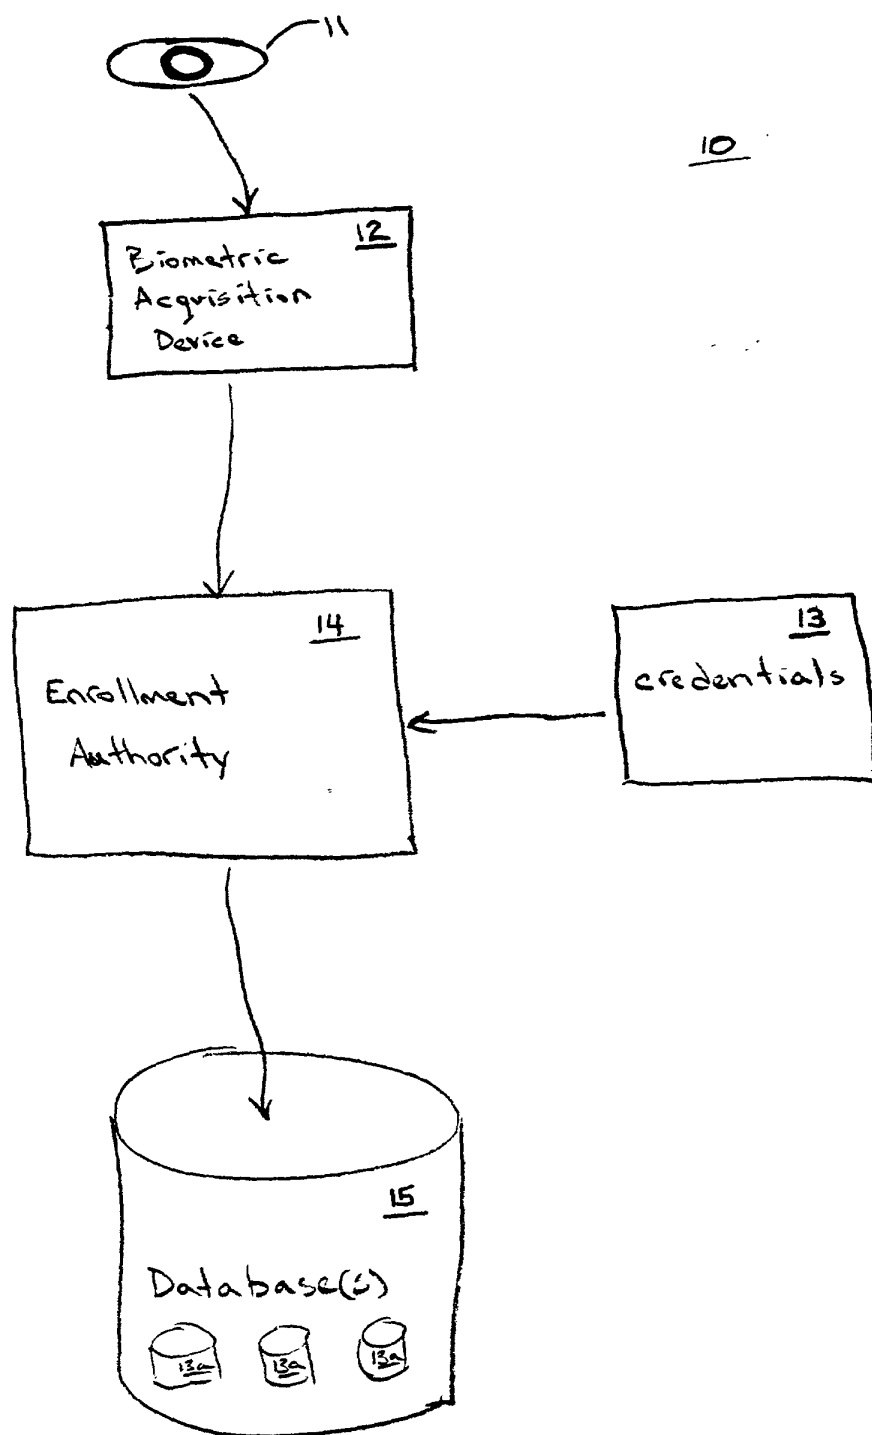 11
10
12
Biometric
Acquisition
Device
14
Enrollment
Authority
13
credentials
15
Database(s)
13a 13a 13a